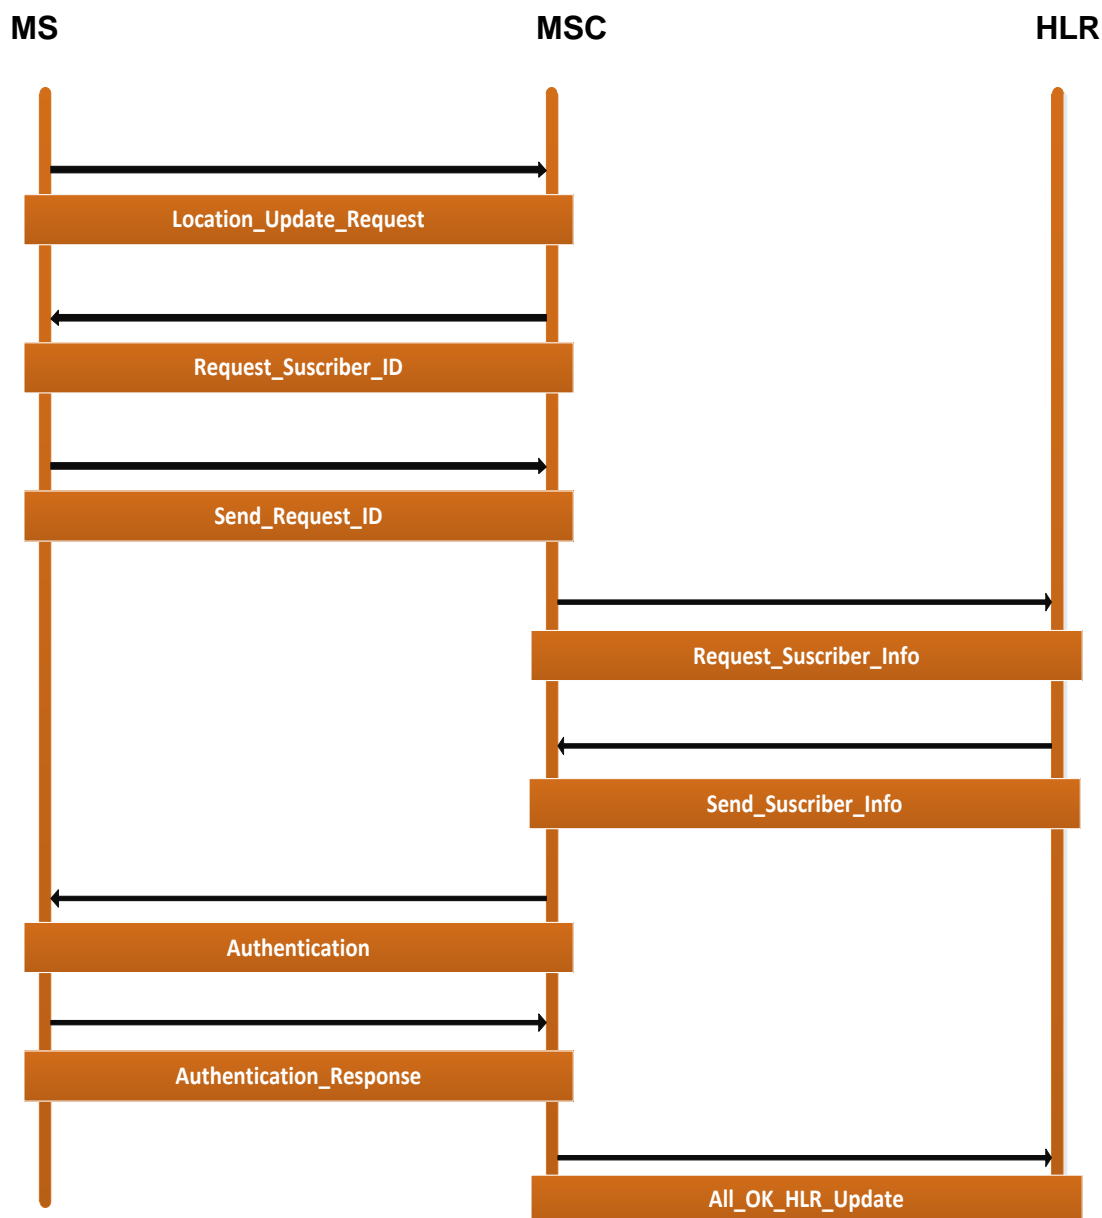 MS
MSC
HLR
Location_Update_Request
Request_Suscriber_ID
Send_Request_ID
Request_Suscriber_Info
Send_Suscriber_Info
Authentication
Authentication_Response
All_OK_HLR_Update